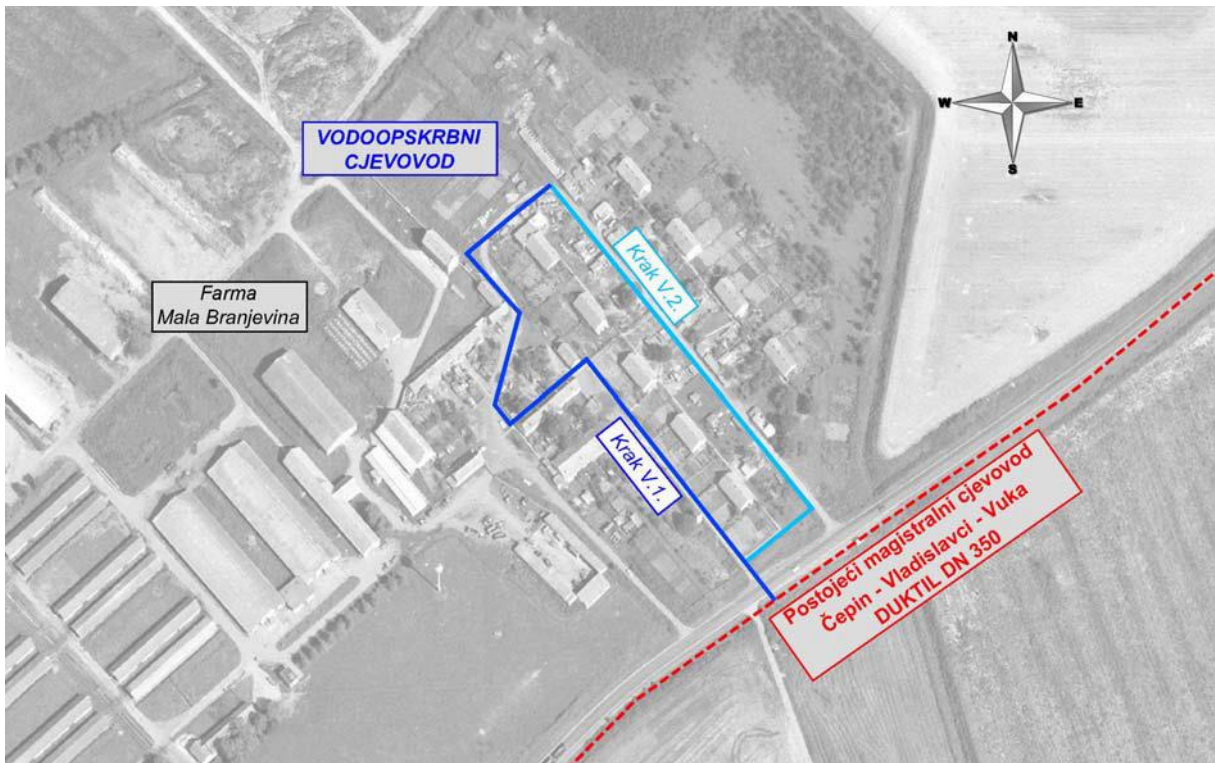 N
W
E
S
VODOOPSKRBNI
CJEVOVOD
Krak V.2.
Farma
Mala Branjevina
Krak V.1.
Postojeći magistralni cjevovod
Čepin - Vladislavci - Vuka
DUKTIL DN 350